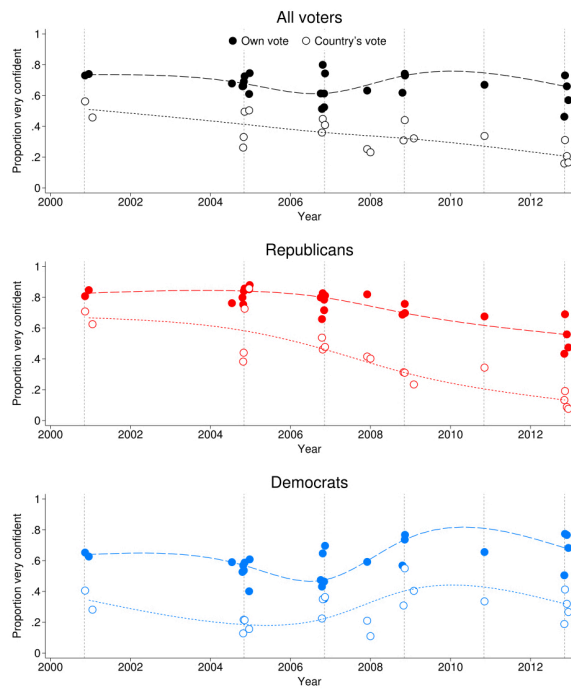 All voters
Own vote Country's vote
Proportion very confident
1
.8
.6
.4
.2
0
2000 2002 2004 2006 2008 2010 2012
Year
Republicans
Proportion very confident
1
.8
.6
.4
.2
0
2000 2002 2004 2006 2008 2010 2012
Year
Democrats
Proportion very confident
1
.8
.6
.4
.2
0
2000 2002 2004 2006 2008 2010 2012
Year